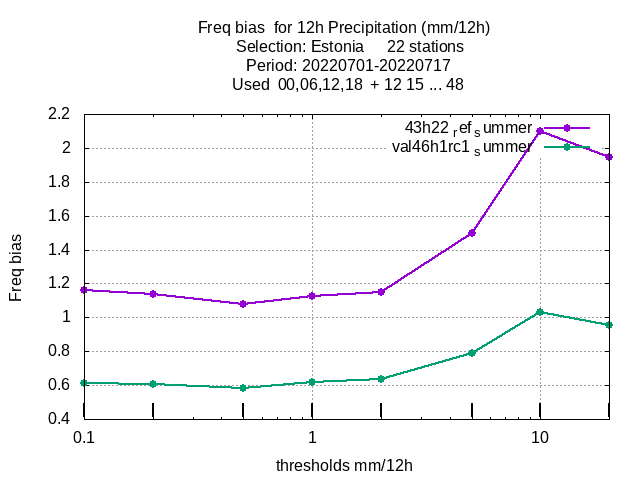 Freq bias  for 12h Precipitation (mm/12h)
Selection: Estonia     22 stations
Period: 20220701-20220717
Used  00,06,12,18  + 12 15 ... 48
2.2
2
1.8
1.6
1.4
1.2
1
0.8
0.6
0.4
43h22 ref summer
val46h1rc1 summer
Freq bias
0.1
1
10
thresholds mm/12h